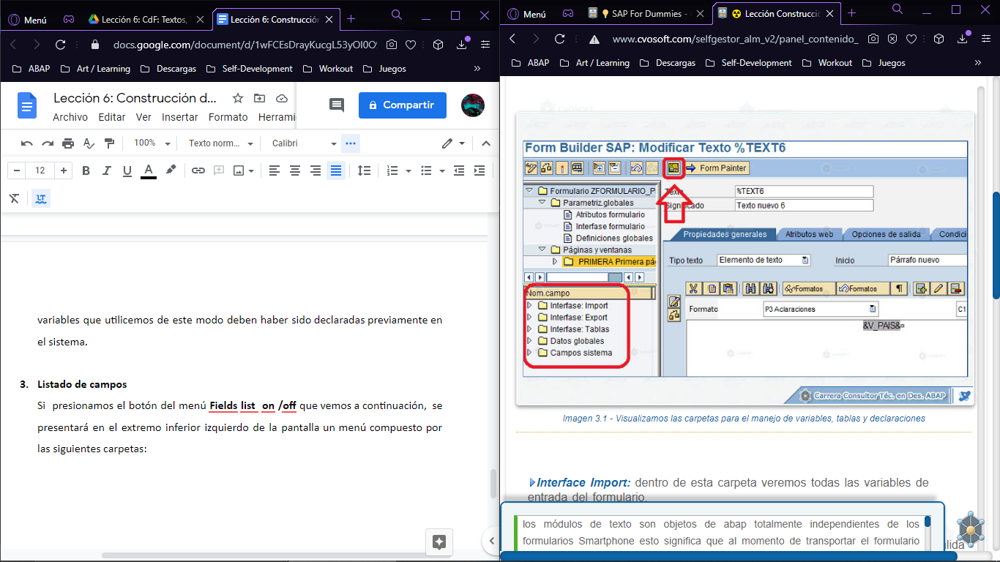 Menú
Lección 6: CdF: Textos,
Lección 6: Construcción
docs.google.com/document/d/1wFCEsDrayKucgL53yOI0O
ABAP
Art / Learning
Descargas
Self-Development
Workout
Juegos
»
Lección 6: Construcción d...
Archivo Editar Ver Insertar Formato Herrami
Compartir
100% Texto norm... Calibri
12
B I U A
variables que utilicemos de este modo deben haber sido declaradas previamente en
el sistema.
3. Listado de campos
Si presionamos el botón del menú Fields list on /off que vemos a continuación, se
presentará en el extremo inferior izquierdo de la pantalla un menú compuesto por
las siguientes carpetas:
Menú
SAP For Dummies -
Lección Construcci
www.cvosoft.com/selfgestor_alm_v2/panel_contenido_
ABAP
Art / Learning
Descargas
Self-Development
Workout
Juegos
»
Form Builder SAP: Modificar Texto %TEXT6
Form Painter
Formulario ZFORMULARIO_P
Parametriz.globales
Atributos formulario
Interfase formulario
Definiciones globales
Páginas y ventanas
PRIMERA Primera pá
Nom.campo
Interfase: Import
Interfase: Export
Interfase: Tablas
Datos globales
Campos sistema
Texto %TEXT6
Significado Texto nuevo 6
Propiedades generales Atributos web Opciones de salida Condici
Tipo texto Elemento de texto Inicio Párrafo nuevo
Formatos Formatos
Formato P3 Aclaraciones C1
&V_PAIS&
Carrera Consultor Téc. en Des. ABAP
Imagen 3.1 - Visualizamos las carpetas para el manejo de variables, tablas y declaraciones
Interface Import: dentro de esta carpeta veremos todas las variables de
entrada del formulario.
los módulos de texto son objetos de abap totalmente independientes de los
formularios Smartphone esto significa que al momento de transportar el formulario
alida